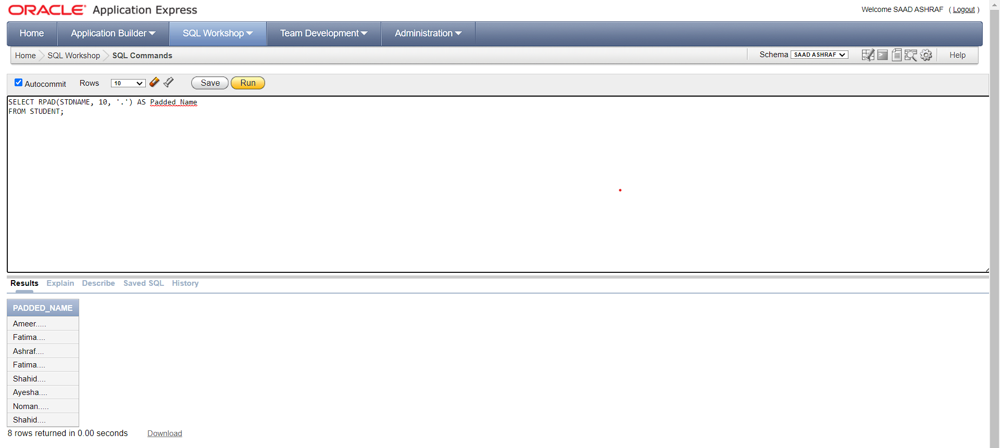 ORACLE® Application Express
Welcome SAAD ASHRAF ( Logout )
Home Application Builder SQL Workshop Team Development Administration
Home SQL Workshop SQL Commands Schema SAAD ASHRAF Help
Autocommit Rows 10 Save Run
SELECT RPAD(STDNAME, 10, '.') AS Padded_Name
FROM STUDENT;
Results Explain Describe Saved SQL History
PADDED_NAME
Ameer.....
Fatima....
Ashraf....
Fatima....
Shahid....
Ayesha....
Noman.....
Shahid....
8 rows returned in 0.00 seconds Download